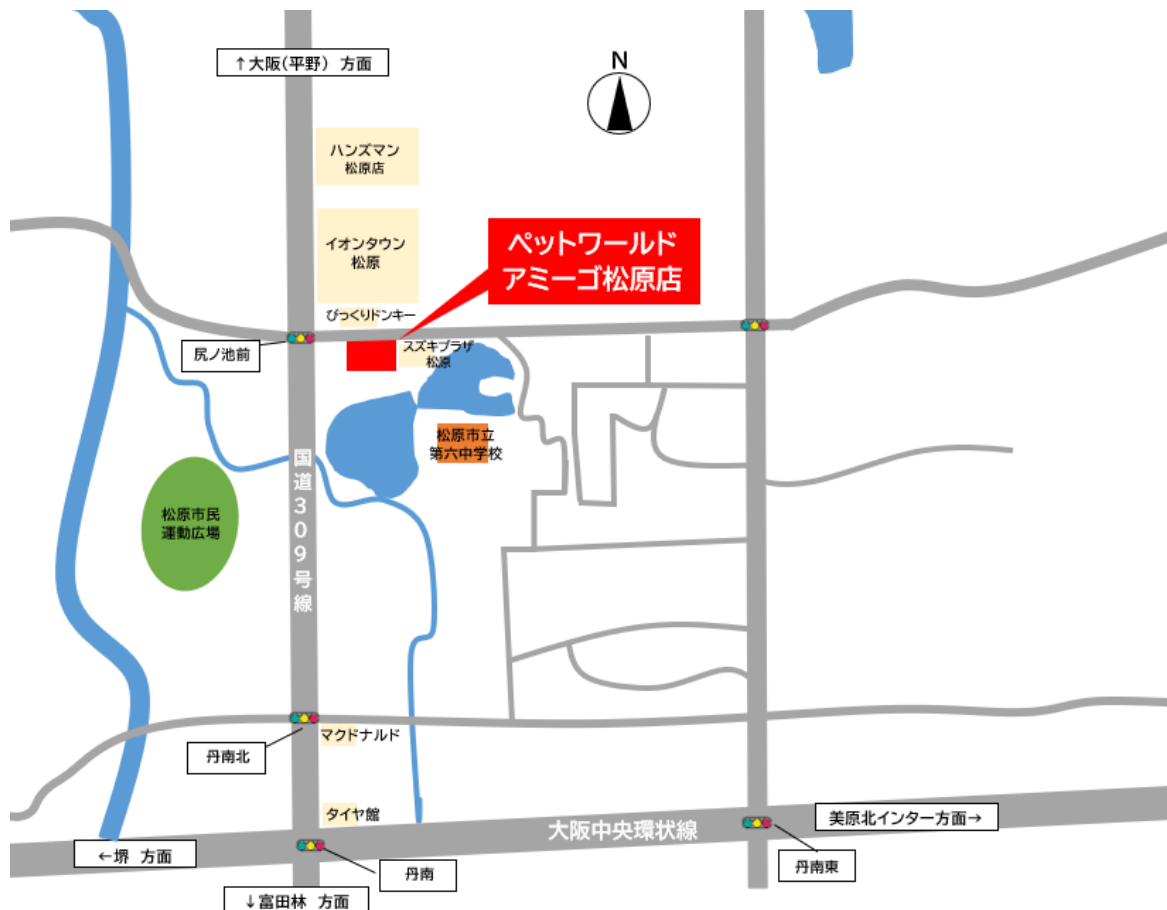 ↑大阪(平野) 方面
N
ハンズマン
松原店
ペットワールド
アミーゴ松原店
イオンタウン
松原
びっくりドンキー
尻ノ池前
スズキプラザ
松原
松原市立
第六中学校
国道309号線
松原市民
運動広場
マクドナルド
丹南北
タイヤ館
大阪中央環状線
美原北インター方面→
←堺 方面
丹南
丹南東
↓富田林 方面